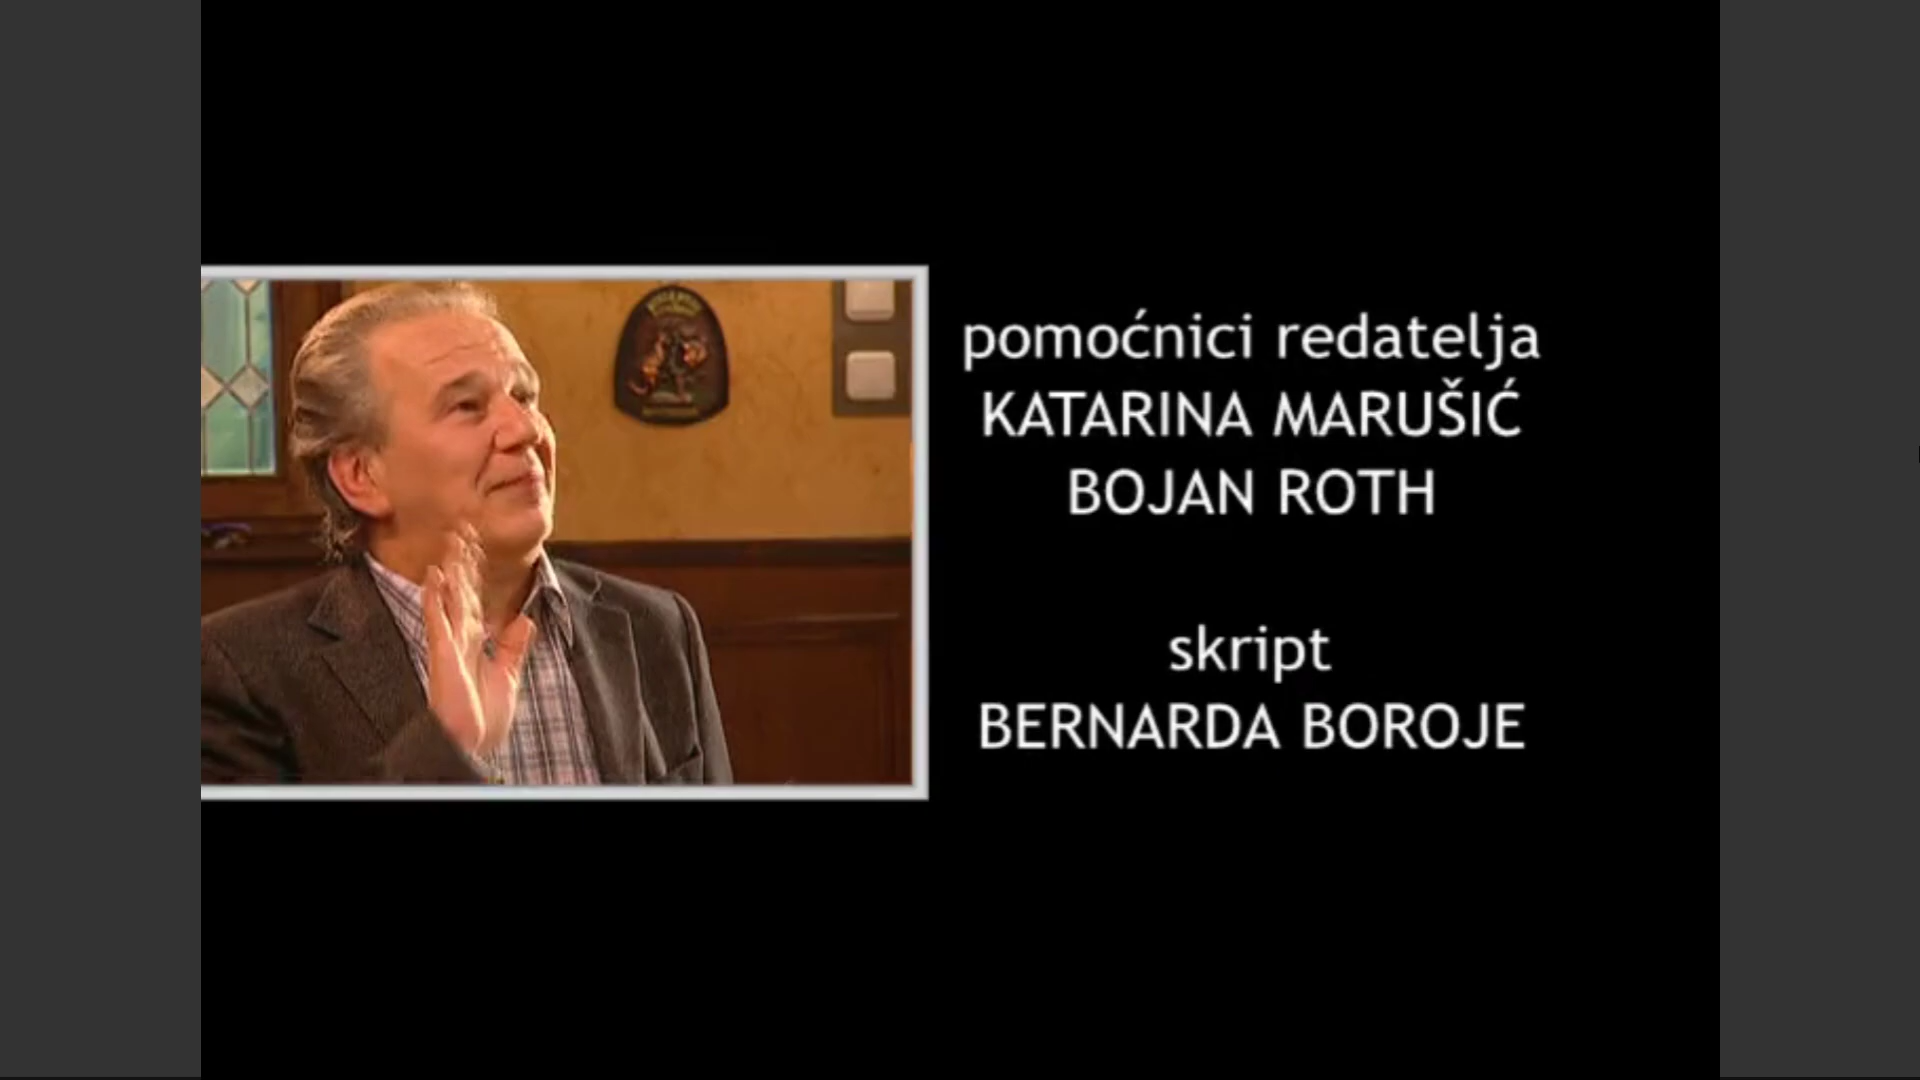 pomoćnici redatelja
KATARINA MARUŠIĆ
BOJAN ROTH
skript
BERNARDA BOROJE